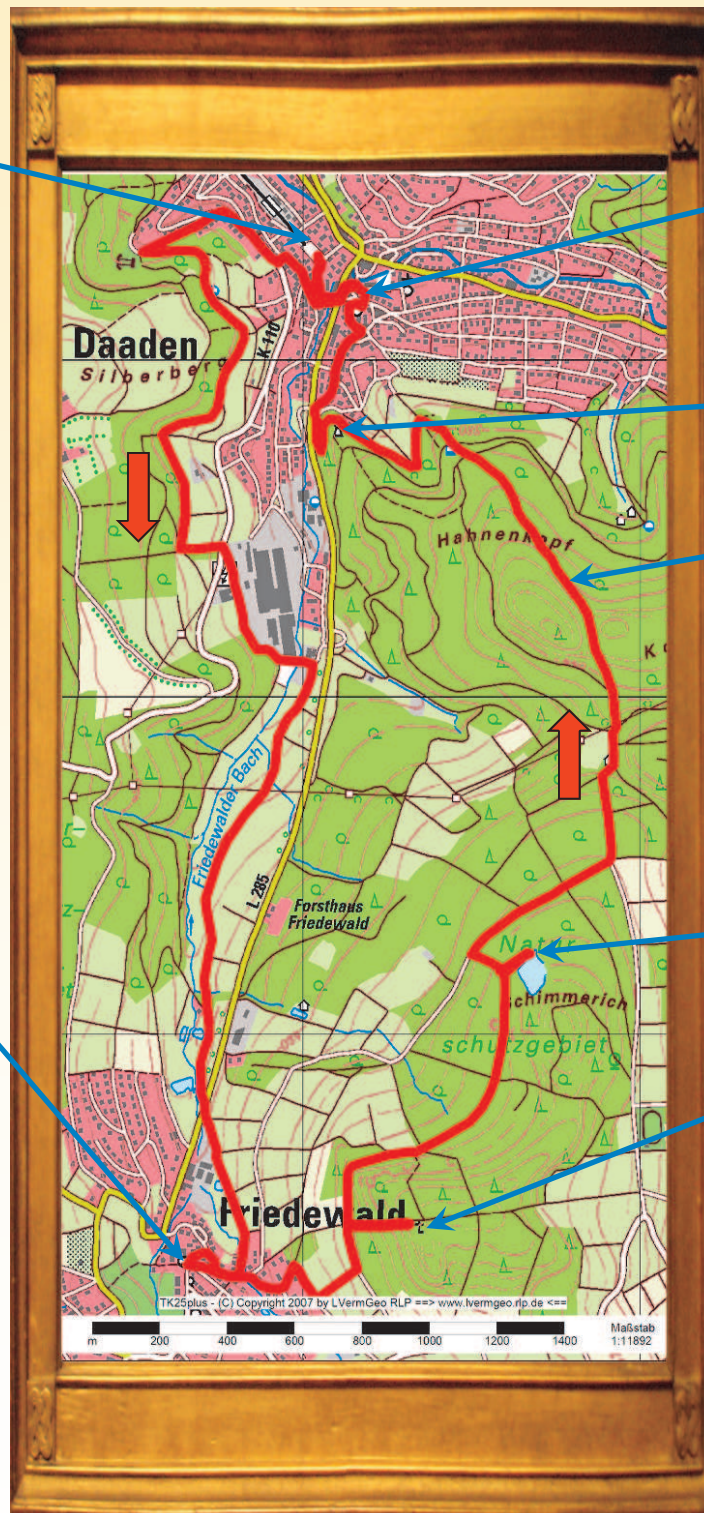 Daaden
Silberberg
K 110
Hahnenkopf
Friedewalder Bach
L 285
Forsthaus
Friedewald
Natur
Schimmerich
schutzgebiet
Friedewald
TK25plus - (C) Copyright 2007 by LVermGeo RLP ==> www.lvermgeo.rlp.de <==
m 200 400 600 800 1000 1200 1400
Maßstab
1:11892